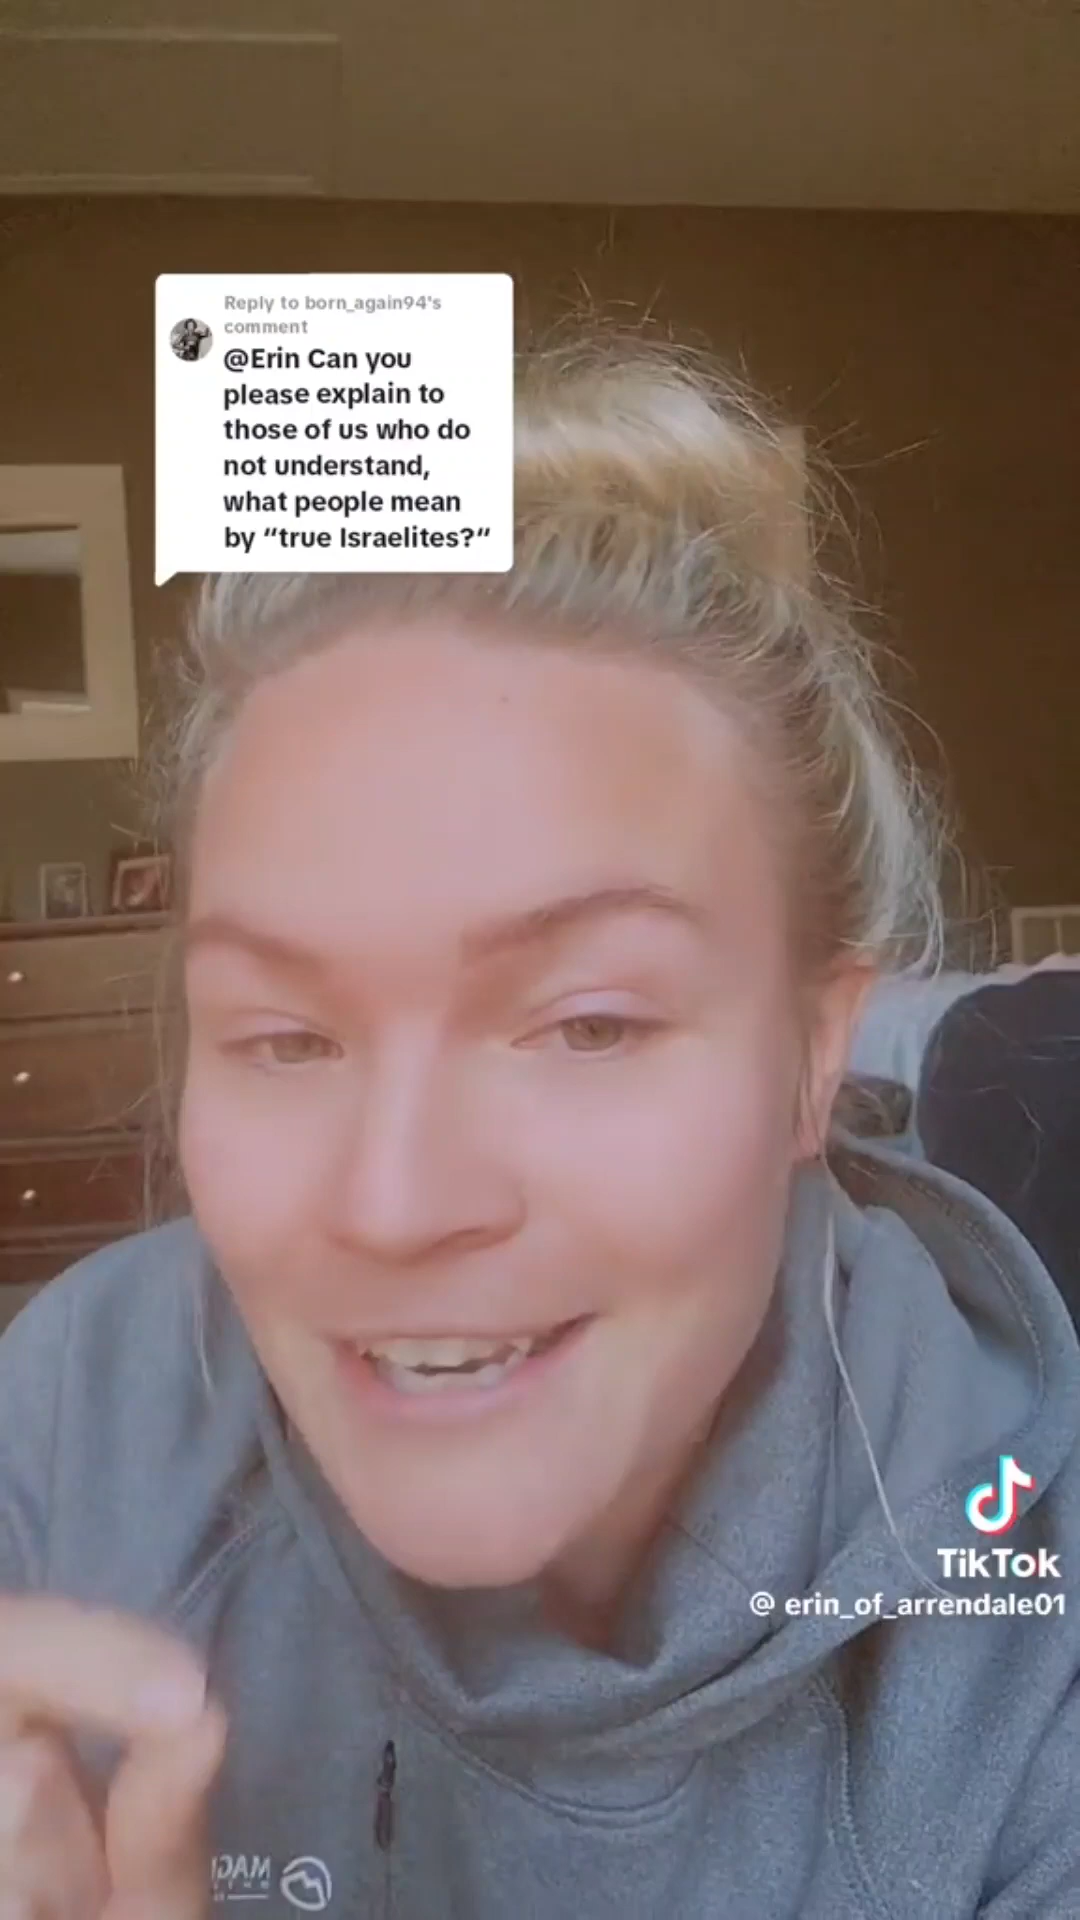 Reply to born_again94's
comment
@Erin Can you
please explain to
those of us who do
not understand,
what people mean
by “true Israelites?”
TikTok
@ erin_of_arrendale01